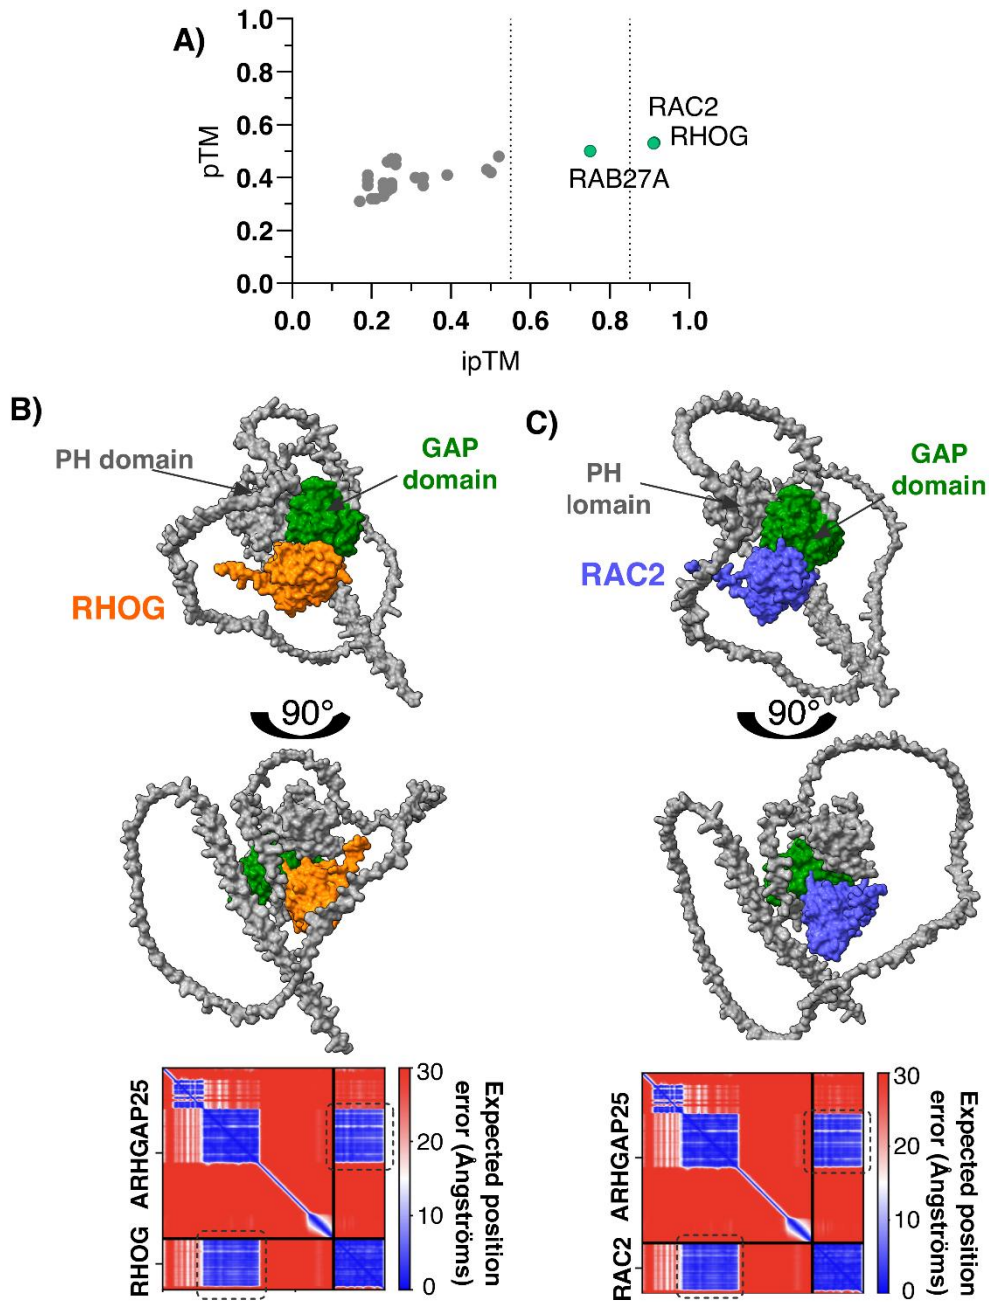 A)
1.0
0.8
0.6
0.4
0.2
0.0
pTM
RAC2
RHOG
RAB27A
0.0 0.2 0.4 0.6 0.8 1.0
ipTM
B)
PH domain
GAP
domain
RHOG
90°
C)
PH
lomain
GAP
domain
RAC2
90°
ARHGAP25
RHOG
30
20
10
0
Expected position
error (Ångströms)
ARHGAP25
RAC2
30
20
10
0
Expected position
error (Ångströms)